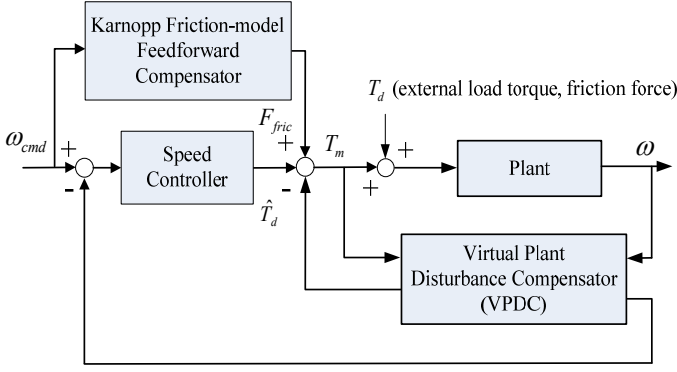 Karnopp Friction-model
Feedforward
Compensator
T_d (external load torque, friction force)
F_fric
ω_cmd
+
-
Speed
Controller
+
-
T̂_d
T_m
+
+
Plant
ω
Virtual Plant
Disturbance Compensator
(VPDC)